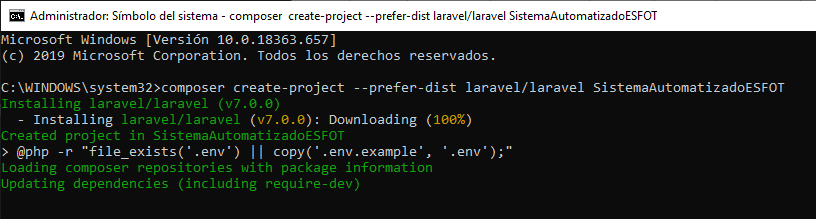 Administrador: Símbolo del sistema - composer  create-project --prefer-dist laravel/laravel SistemaAutomatizadoESFOT
Microsoft Windows [Versión 10.0.18363.657]
(c) 2019 Microsoft Corporation. Todos los derechos reservados.
C:\WINDOWS\system32>composer create-project --prefer-dist laravel/laravel SistemaAutomatizadoESFOT
Installing laravel/laravel (v7.0.0)
  - Installing laravel/laravel (v7.0.0): Downloading (100%)
Created project in SistemaAutomatizadoESFOT
> @php -r "file_exists('.env') || copy('.env.example', '.env');"
Loading composer repositories with package information
Updating dependencies (including require-dev)